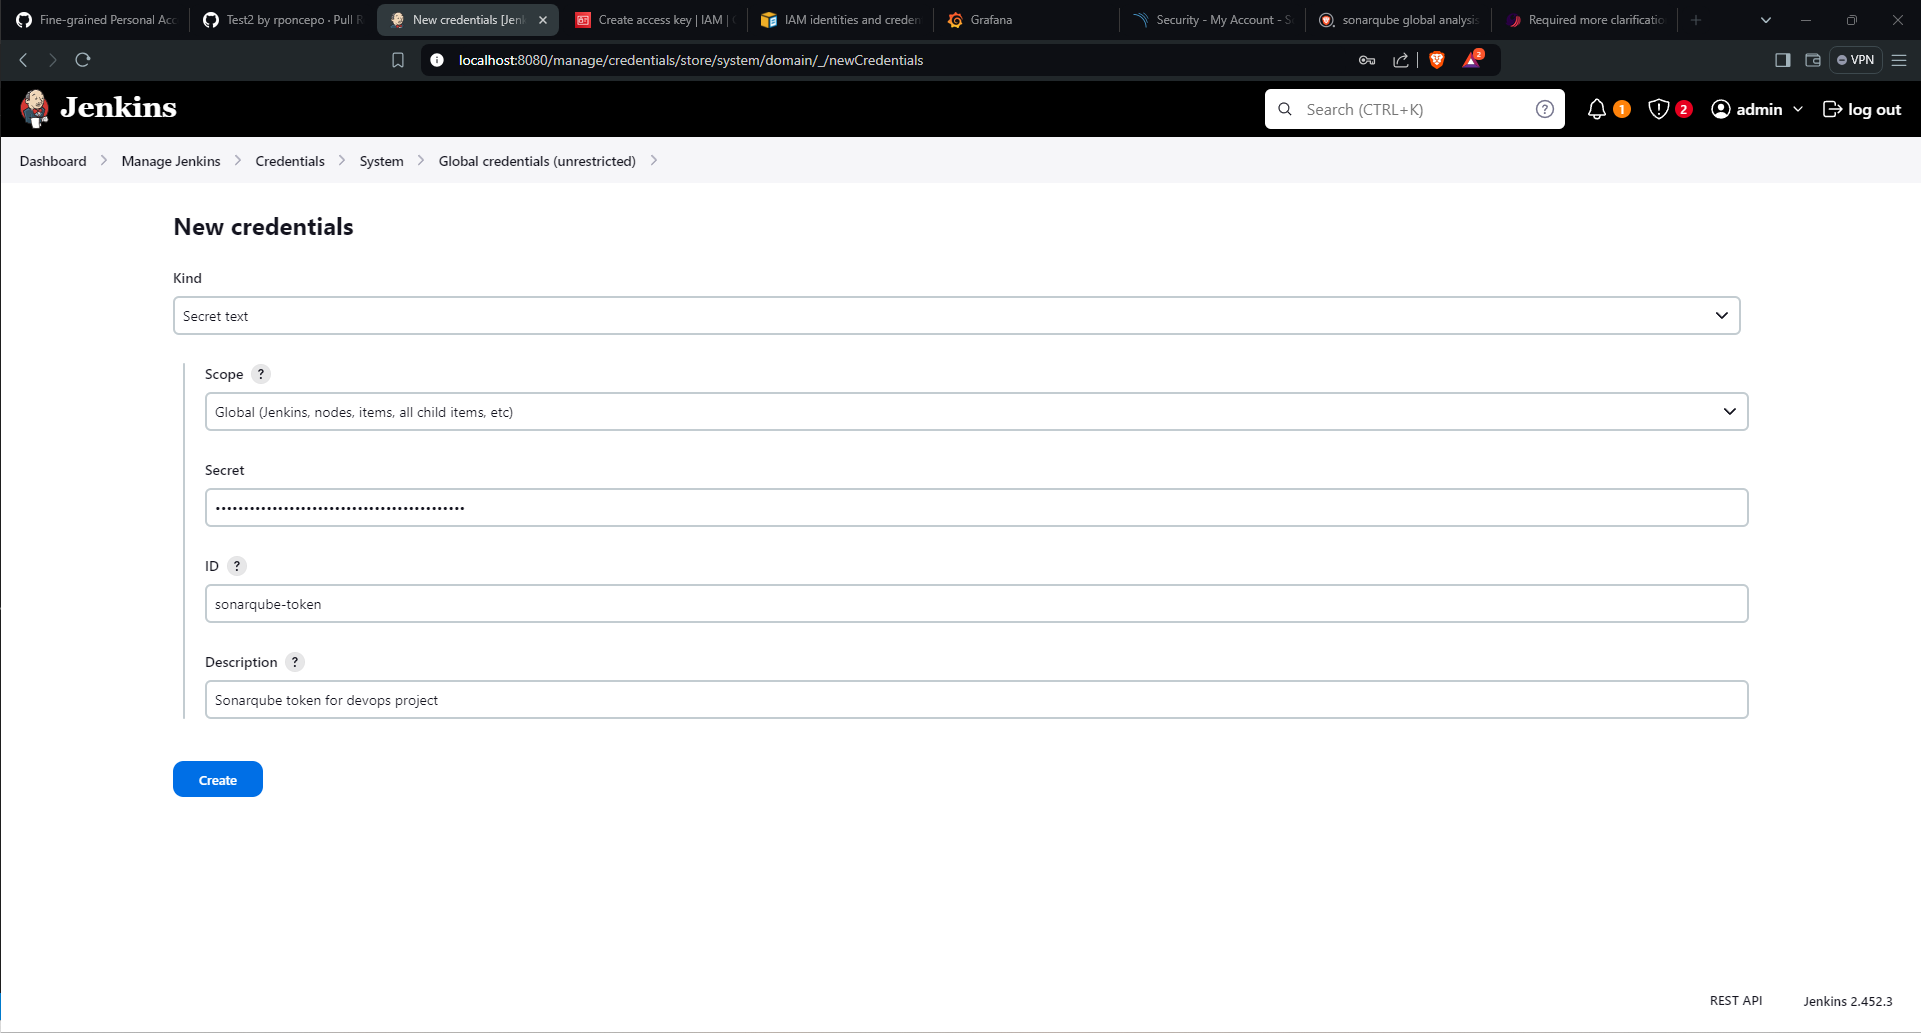 Fine-grained Personal Acc
Test2 by rponcepo · Pull R
New credentials [Jenk
Create access key | IAM | G
IAM identities and creden
Grafana
Security - My Account - S
sonarqube global analysis
Required more clarificatio
localhost:8080/manage/credentials/store/system/domain/_/newCredentials
2
VPN
Jenkins
Search (CTRL+K)
1
2
admin
log out
Dashboard
Manage Jenkins
Credentials
System
Global credentials (unrestricted)
New credentials
Kind
Secret text
Scope ?
Global (Jenkins, nodes, items, all child items, etc)
Secret
••••••••••••••••••••••••••••••••••••••••••••
ID ?
sonarqube-token
Description ?
Sonarqube token for devops project
Create
REST API
Jenkins 2.452.3